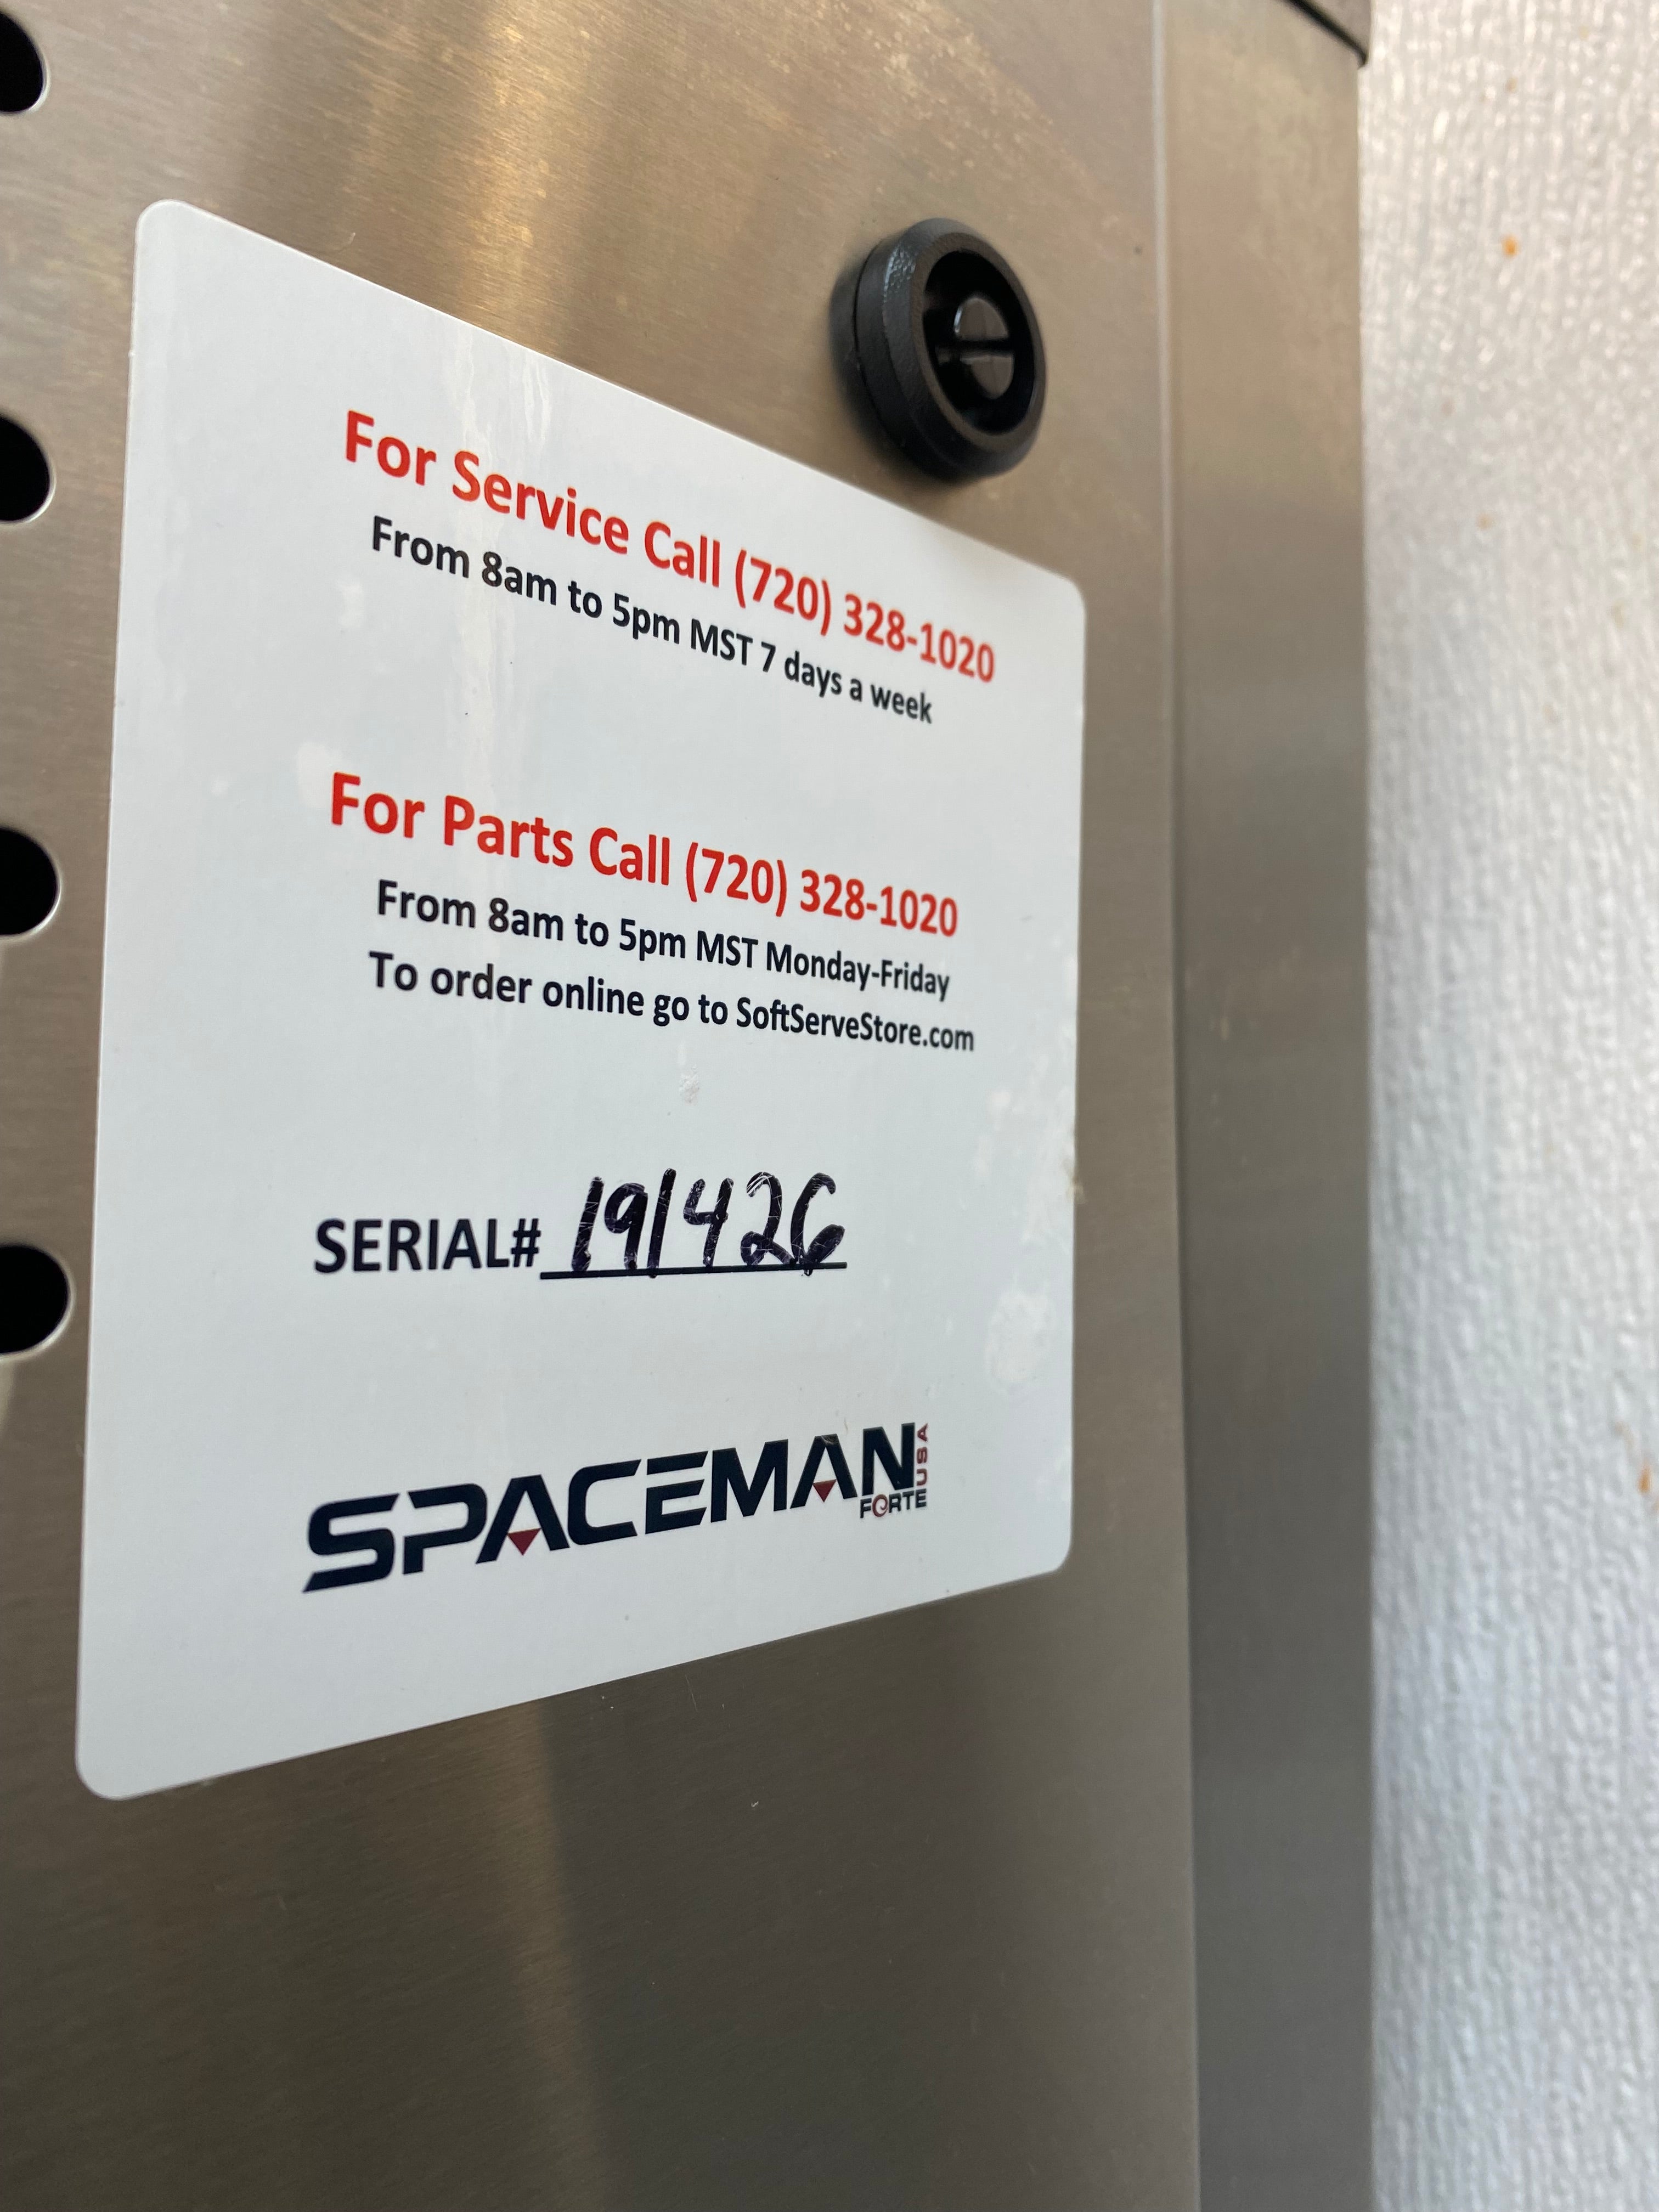 For Service Call (720) 328-1020
From 8am to 5pm MST 7 days a week
For Parts Call (720) 328-1020
From 8am to 5pm MST Monday-Friday
To order online go to SoftServeStore.com
SERIAL# 191426
SPACEMAN USA
FORTE